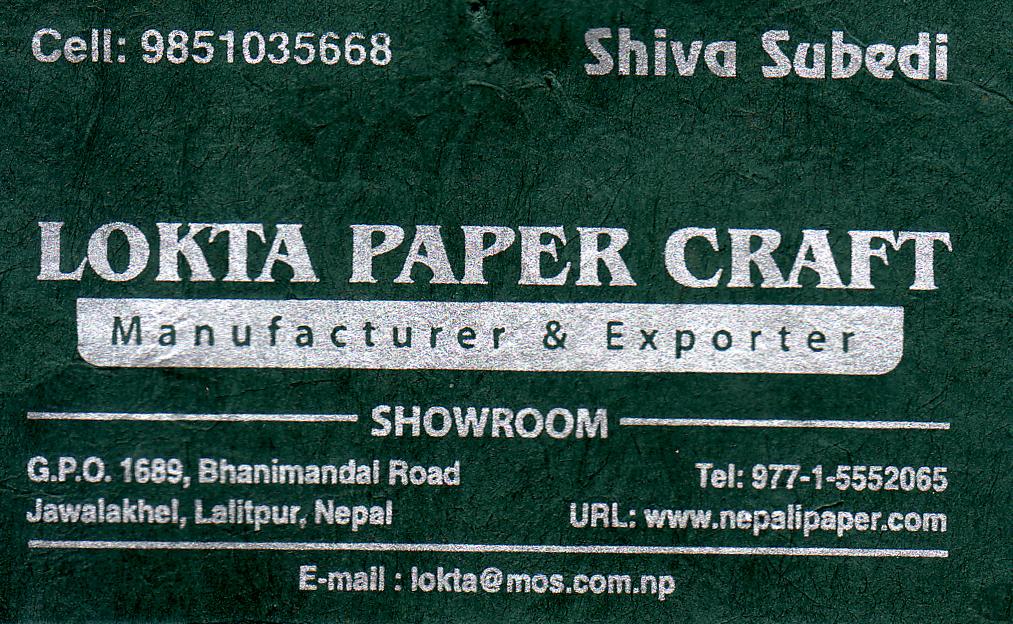 Cell: 9851035668
Shiva Subedi
LOKTA PAPER CRAFT
Manufacturer & Exporter
SHOWROOM
G.P.O. 1689, Bhanimandal Road
Jawalakhel, Lalitpur, Nepal
Tel: 977-1-5552065
URL: www.nepalipaper.com
E-mail : lokta@mos.com.np